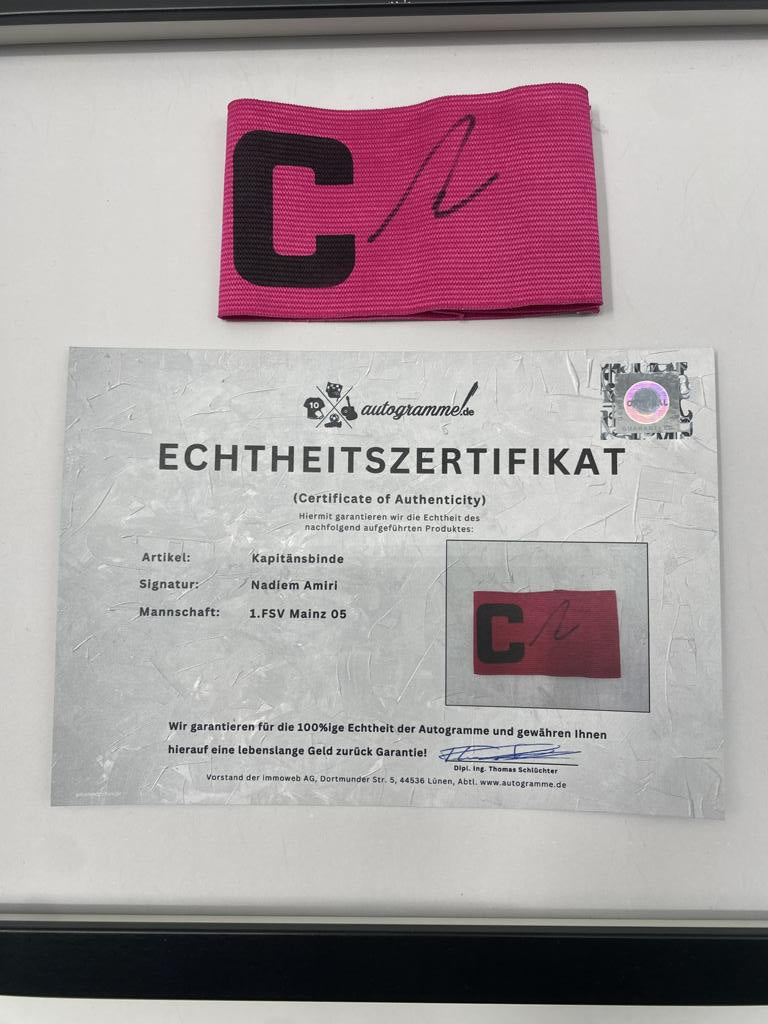 C
10
autogramme.de
ORIGINAL
GUARANTEED
ECHTHEITSZERTIFIKAT
(Certificate of Authenticity)
Hiermit garantieren wir die Echtheit des
nachfolgend aufgeführten Produktes:
Artikel: Kapitänsbinde
Signatur: Nadiem Amiri
Mannschaft: 1.FSV Mainz 05
C
Wir garantieren für die 100%ige Echtheit der Autogramme und gewähren Ihnen
hierauf eine lebenslange Geld zurück Garantie!
Dipl. Ing. Thomas Schlüchter
Vorstand der immoweb AG, Dortmunder Str. 5, 44536 Lünen, Abtl. www.autogramme.de